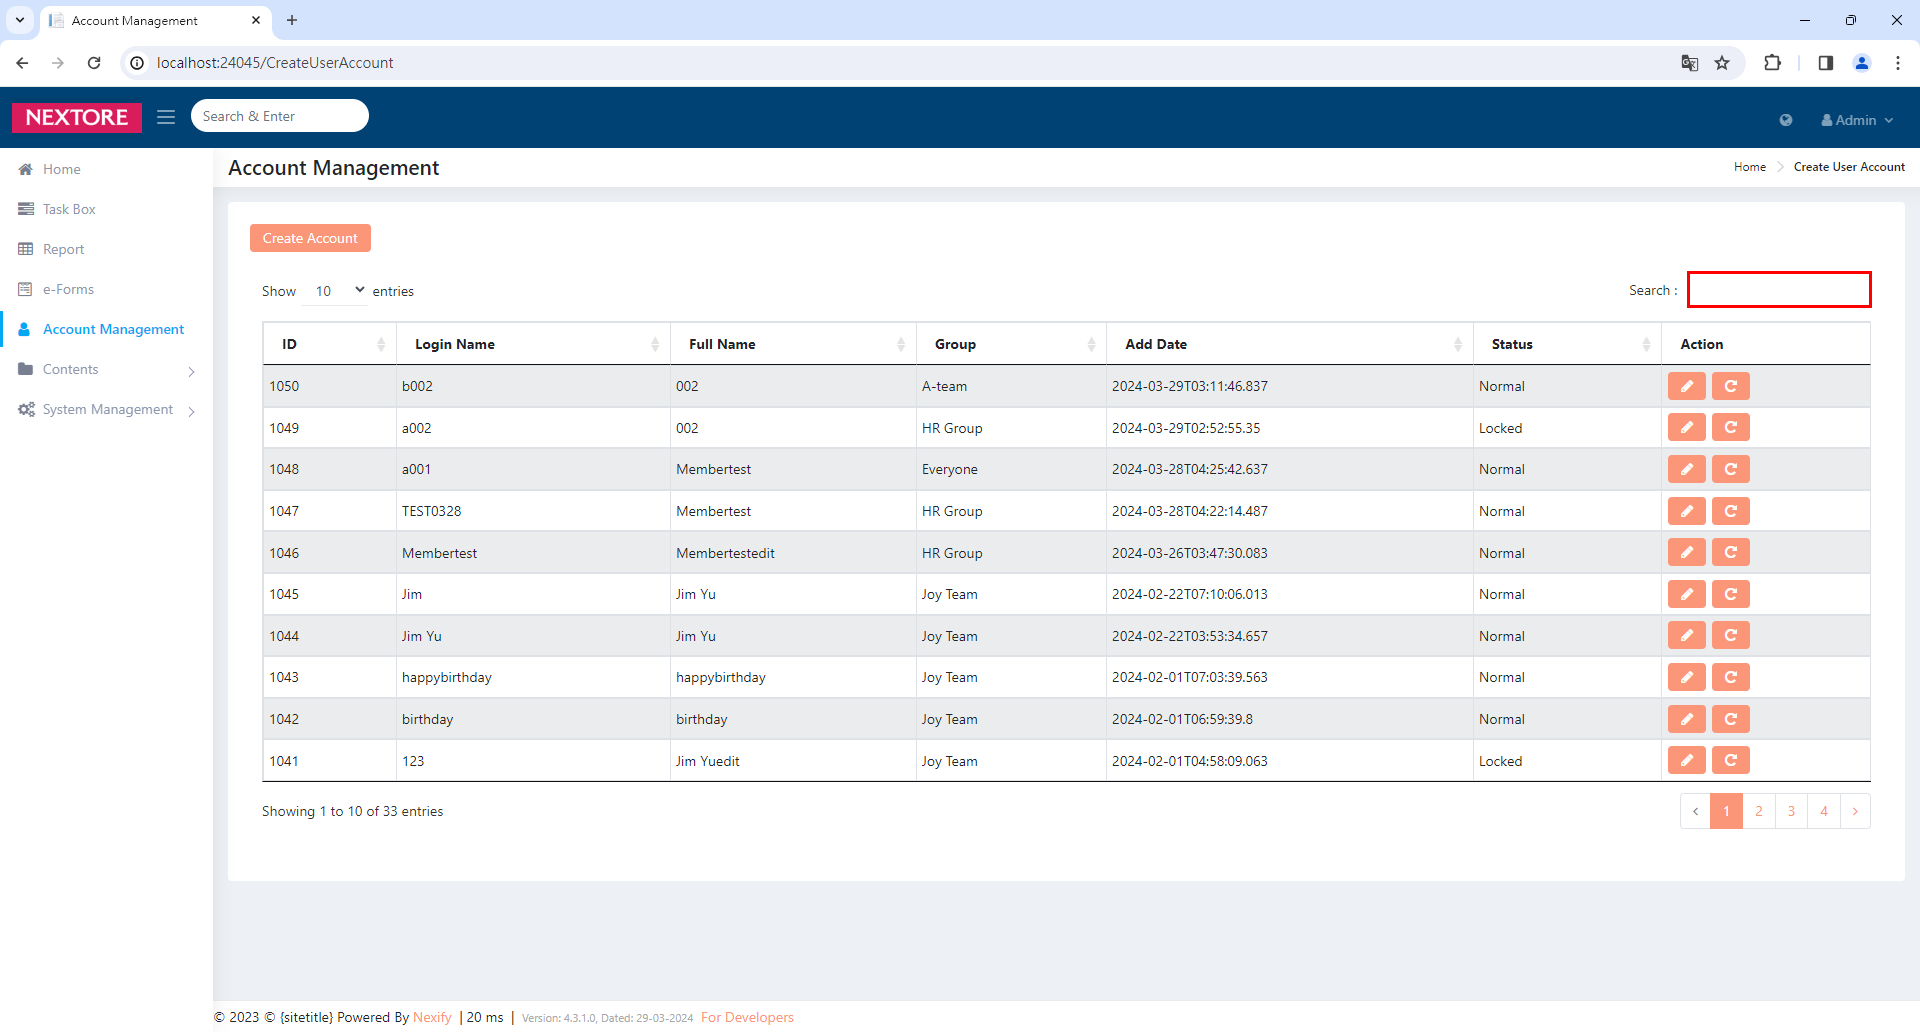 Account Management
localhost:24045/CreateUserAccount
NEXTORE
Search & Enter
Admin
Home
Task Box
Report
e-Forms
Account Management
Contents
System Management
Account Management
Home
Create User Account
Create Account
Show 10 entries
Search :
ID Login Name Full Name Group Add Date Status Action
1050 b002 002 A-team 2024-03-29T03:11:46.837 Normal
1049 a002 002 HR Group 2024-03-29T02:52:55.35 Locked
1048 a001 Membertest Everyone 2024-03-28T04:25:42.637 Normal
1047 TEST0328 Membertest HR Group 2024-03-28T04:22:14.487 Normal
1046 Membertest Membertestedit HR Group 2024-03-26T03:47:30.083 Normal
1045 Jim Jim Yu Joy Team 2024-02-22T07:10:06.013 Normal
1044 Jim Yu Jim Yu Joy Team 2024-02-22T03:53:34.657 Normal
1043 happybirthday happybirthday Joy Team 2024-02-01T07:03:39.563 Normal
1042 birthday birthday Joy Team 2024-02-01T06:59:39.8 Normal
1041 123 Jim Yuedit Joy Team 2024-02-01T04:58:09.063 Locked
Showing 1 to 10 of 33 entries
1 2 3 4
© 2023 © {sitetitle} Powered By Nexify | 20 ms | Version: 4.3.1.0, Dated: 29-03-2024 For Developers